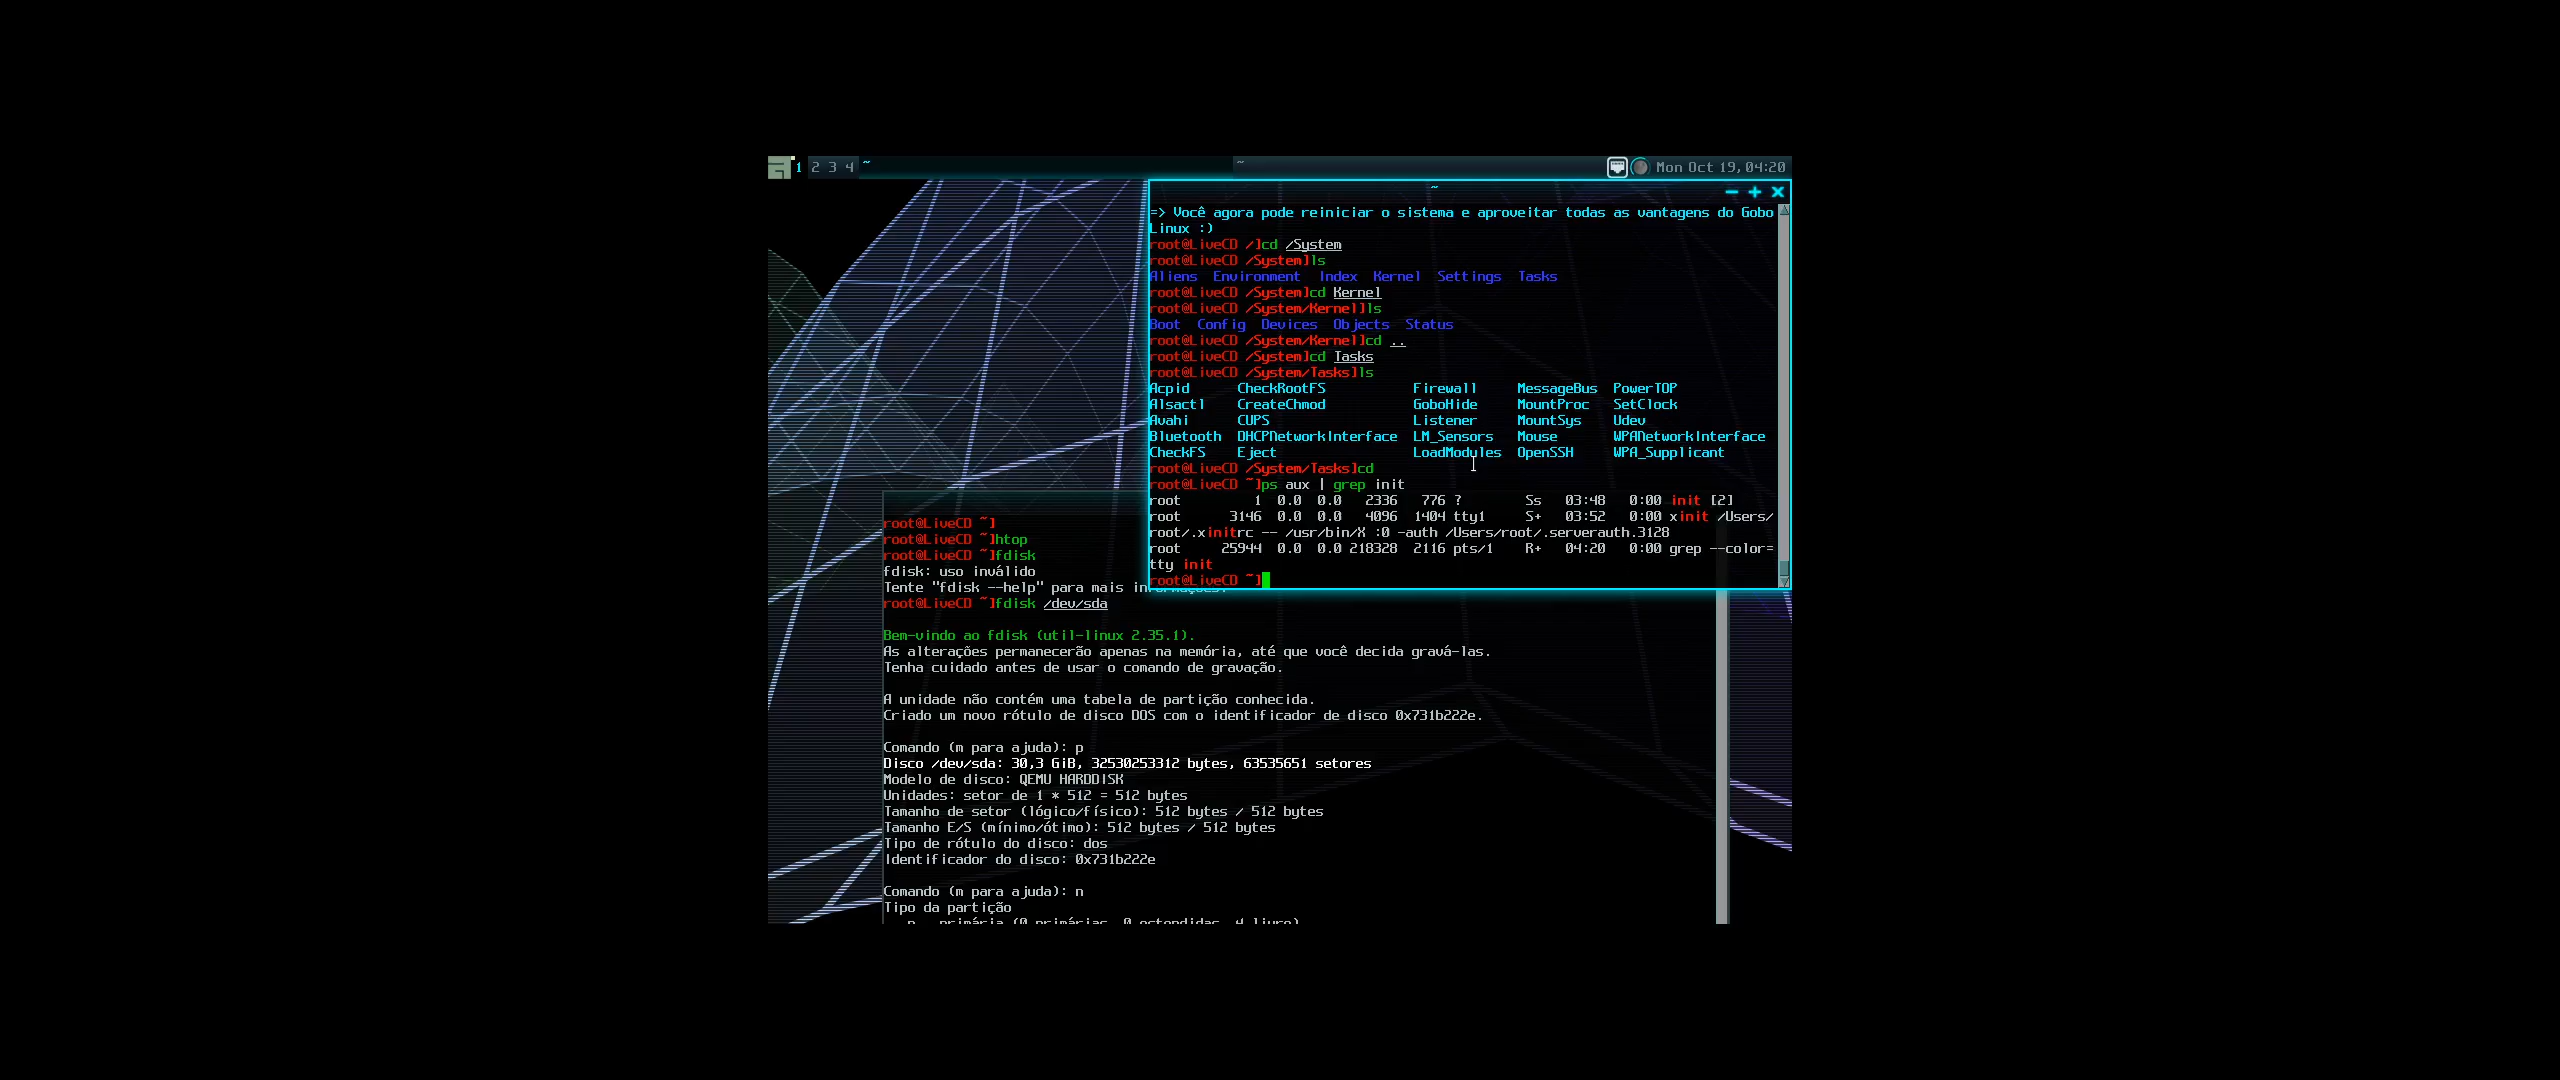 1 2 3 4 ~ ~ Mon Oct 19, 04:20
~
=> Você agora pode reiniciar o sistema e aproveitar todas as vantagens do Gobo
Linux :)
root@LiveCD /]cd /System
root@LiveCD /System]ls
Aliens Environment Index Kernel Settings Tasks
root@LiveCD /System]cd Kernel
root@LiveCD /System/Kernel]ls
Boot Config Devices Objects Status
root@LiveCD /System/Kernel]cd ..
root@LiveCD /System]cd Tasks
root@LiveCD /System/Tasks]ls
Acpid CheckRootFS Firewall MessageBus PowerTOP
Alsactl CreateChmod GoboHide MountProc SetClock
Avahi CUPS Listener MountSys Udev
Bluetooth DHCPNetworkInterface LM_Sensors Mouse WPANetworkInterface
CheckFS Eject LoadModules OpenSSH WPA_Supplicant
root@LiveCD /System/Tasks]cd
root@LiveCD ~]ps aux | grep init
root 1 0.0 0.0 2336 776 ? Ss 03:48 0:00 init [2]
root 3146 0.0 0.0 4096 1404 tty1 S+ 03:52 0:00 xinit /Users/
root/.xinitrc -- /usr/bin/X :0 -auth /Users/root/.serverauth.3128
root 25944 0.0 0.0 218328 2116 pts/1 R+ 04:20 0:00 grep --color=
tty init
root@LiveCD ~]
root@LiveCD ~]
root@LiveCD ~]htop
root@LiveCD ~]fdisk
fdisk: uso inválido
Tente "fdisk --help" para mais informações.
root@LiveCD ~]fdisk /dev/sda
Bem-vindo ao fdisk (util-linux 2.35.1).
As alterações permanecerão apenas na memória, até que você decida gravá-las.
Tenha cuidado antes de usar o comando de gravação.
A unidade não contém uma tabela de partição conhecida.
Criado um novo rótulo de disco DOS com o identificador de disco 0x731b222e.
Comando (m para ajuda): p
Disco /dev/sda: 30,3 GiB, 32530253312 bytes, 63535651 setores
Modelo de disco: QEMU HARDDISK
Unidades: setor de 1 * 512 = 512 bytes
Tamanho de setor (lógico/físico): 512 bytes / 512 bytes
Tamanho E/S (mínimo/ótimo): 512 bytes / 512 bytes
Tipo de rótulo do disco: dos
Identificador do disco: 0x731b222e
Comando (m para ajuda): n
Tipo da partição
p primária (0 primárias, 0 estendidas, 4 livre)